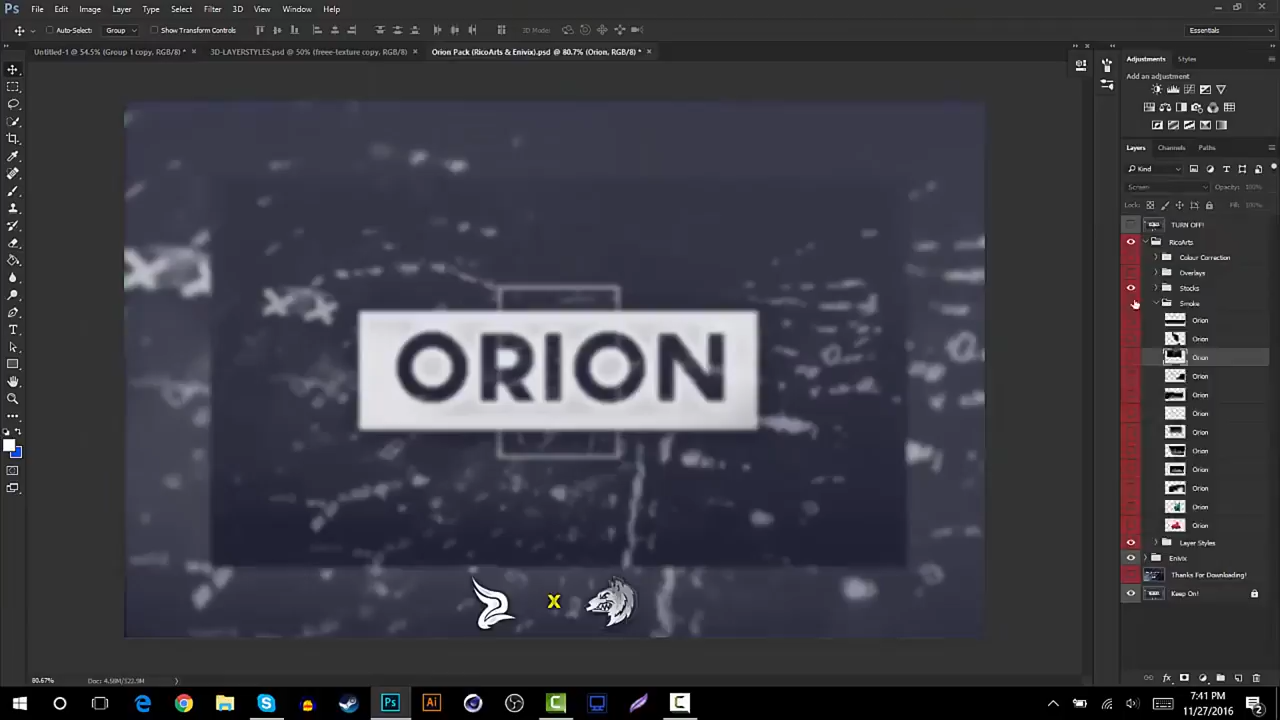 Ps File Edit Image Layer Type Select Filter 3D View Window Help
Auto-Select: Group Show Transform Controls 3D Mode: Essentials
Untitled-1 @ 54.5% (Group 1 copy, RGB/8) * × 3D-LAYERSTYLES.psd @ 50% (freee-texture copy, RGB/8) × Orion Pack (RicoArts & Enivix).psd @ 80.7% (Orion, RGB/8) * ×
Adjustments Styles
Add an adjustment
Layers Channels Paths
Kind
Screen Opacity: 100%
Lock: Fill: 100%
TURN OFF!
RicoArts
Colour Correction
Overlays
Stocks
Smoke
Orion
Orion
Orion
Orion
Orion
Orion
Orion
Orion
Orion
Orion
Orion
Orion
Layer Styles
Enivix
Thanks For Downloading!
Keep On!
ORION
X
80.67%
Ps Ai
7:41 PM
11/27/2016